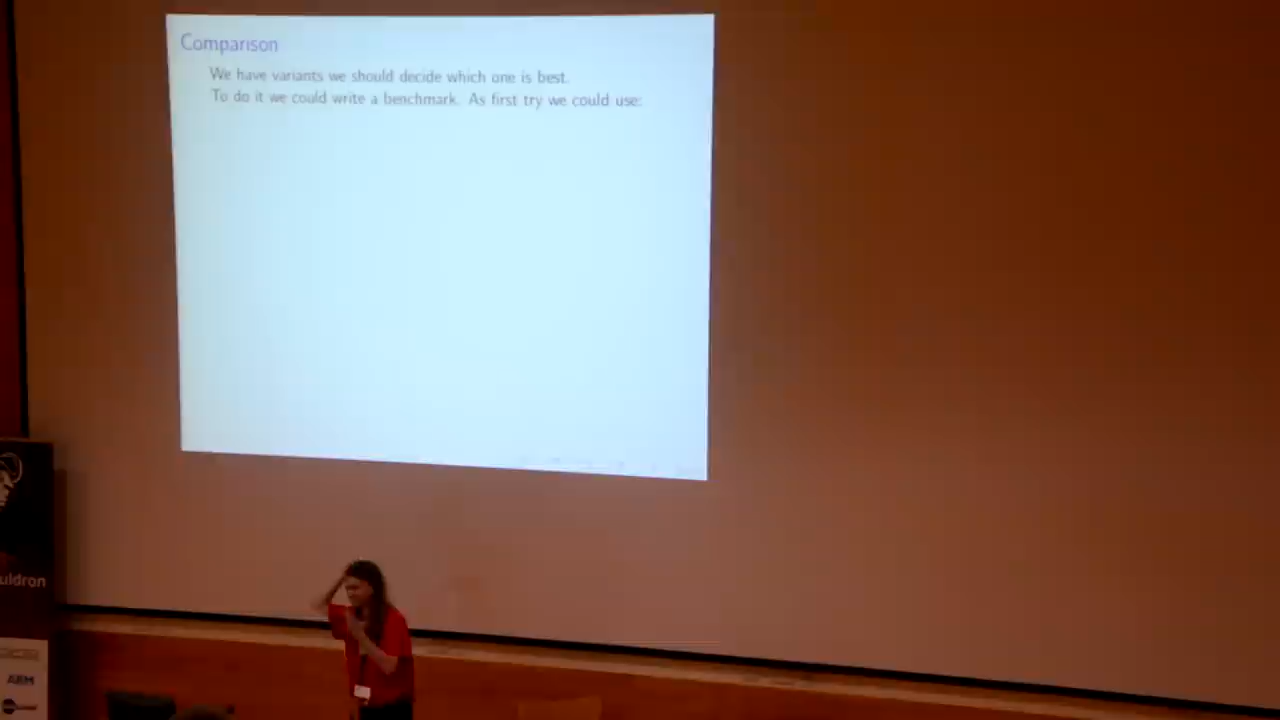 Comparison
We have variants we should decide which one is best.
To do it we could write a benchmark. As first try we could use:
uldron
ARM